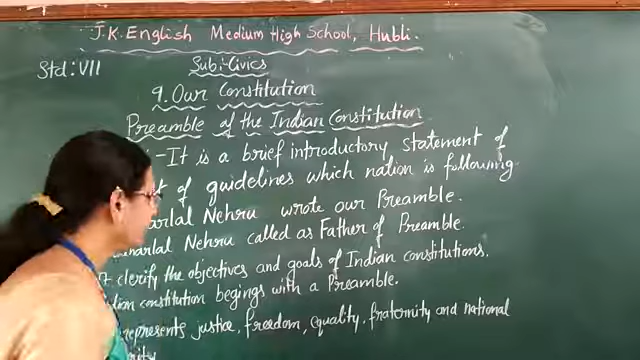 J.K. English Medium High School, Hubli.
Std: VII Sub:- Civics
9. Our Constitution
Preamble of the Indian Constitution
- It is a brief introductory statement of
of guidelines which nation is following.
Nehru wrote our Preamble.
Nehru called as Father of Preamble.
clerify the objectives and goals of Indian constitutions.
constitution begings with a Preamble.
represents justice, freedom, equality, fraternity and national